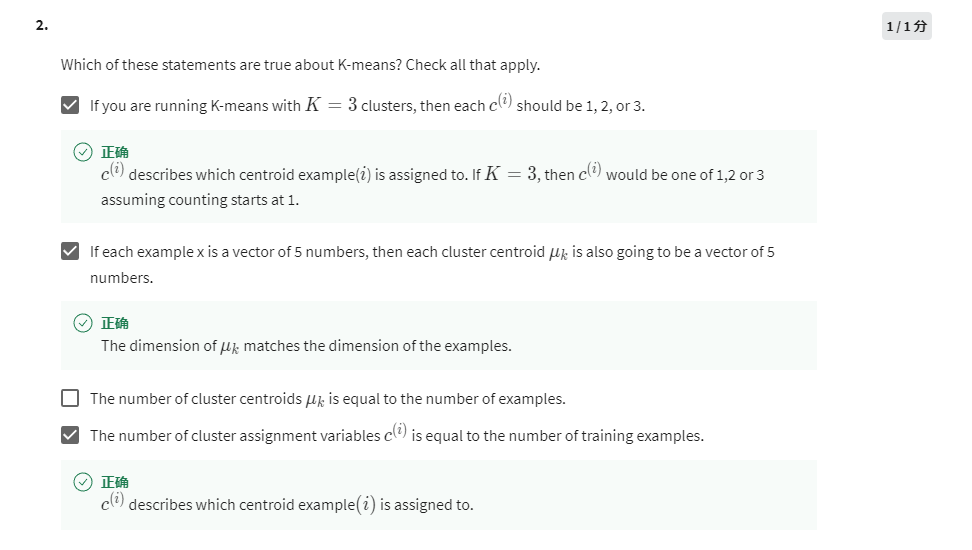 2.
1 / 1 分
Which of these statements are true about K-means? Check all that apply.
If you are running K-means with K = 3 clusters, then each c^(i) should be 1, 2, or 3.
正确
c^(i) describes which centroid example(i) is assigned to. If K = 3, then c^(i) would be one of 1,2 or 3
assuming counting starts at 1.
If each example x is a vector of 5 numbers, then each cluster centroid μ_k is also going to be a vector of 5
numbers.
正确
The dimension of μ_k matches the dimension of the examples.
The number of cluster centroids μ_k is equal to the number of examples.
The number of cluster assignment variables c^(i) is equal to the number of training examples.
正确
c^(i) describes which centroid example(i) is assigned to.